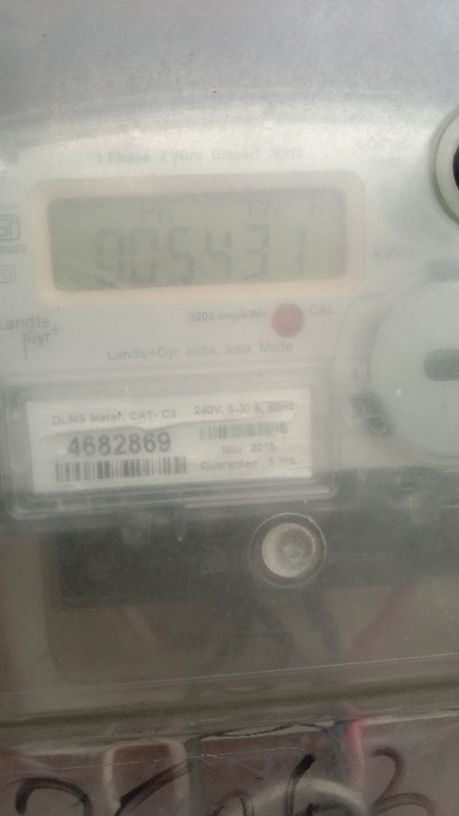 1 Phase 2 Wire 50Hz
kW h
005431
kWh
3200 imp/kWh CAL
Landis
Gyr+
Landis+Gyr, India, Joka, Made
DLMS Meter, CAT- C3 240V, 5-30 A, 50Hz
4682869
Nov, 2016
Guarantee : 5 Yrs.